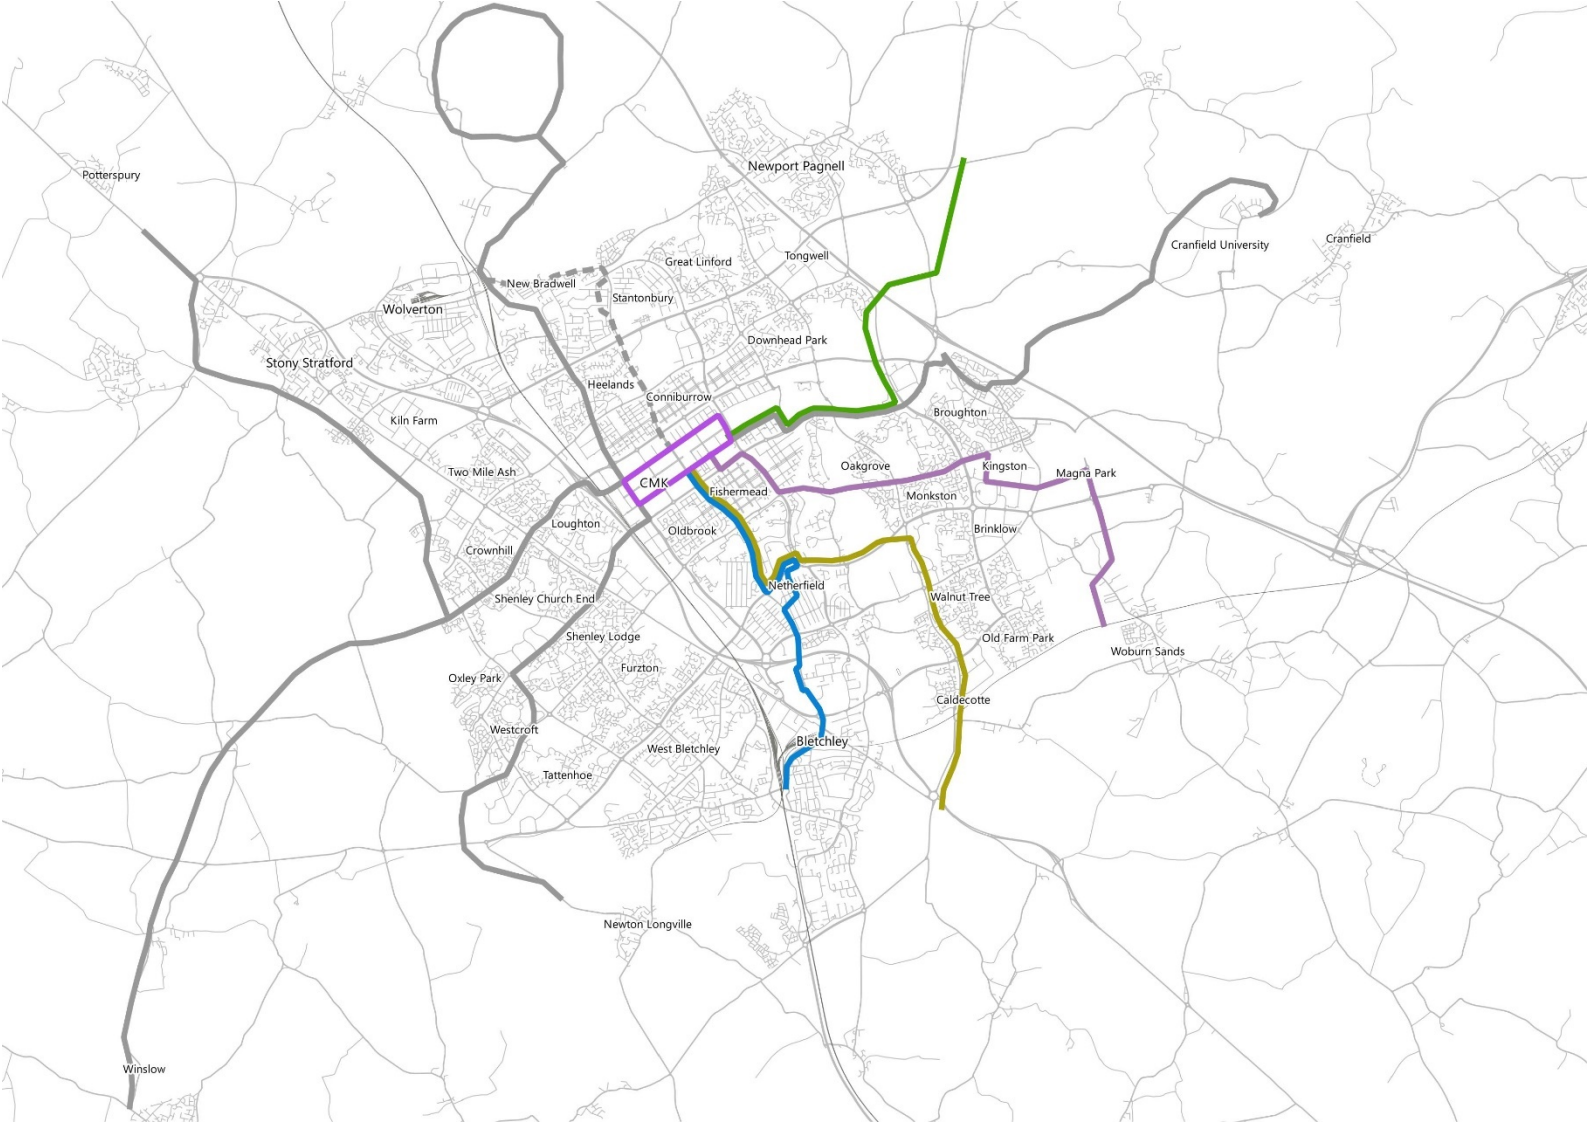 Newport Pagnell
Potterspury
Cranfield
Cranfield University
Tongwell
Great Linford
New Bradwell
Stantonbury
Wolverton
Downhead Park
Stony Stratford
Heelands
Conniburrow
Broughton
Kiln Farm
Oakgrove
Kingston
Two Mile Ash
Magna Park
CMK
Fishermead
Monkston
Loughton
Oldbrook
Brinklow
Crownhill
Netherfield
Shenley Church End
Walnut Tree
Shenley Lodge
Old Farm Park
Woburn Sands
Furzton
Oxley Park
Caldecotte
Westcroft
Bletchley
West Bletchley
Tattenhoe
Newton Longville
Winslow